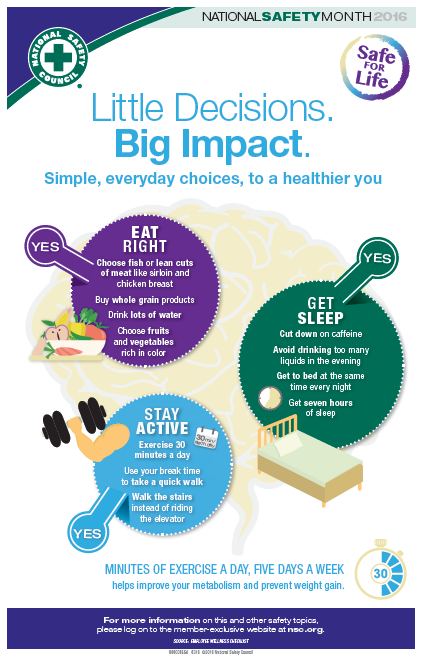 NATIONAL SAFETY MONTH 2016
NATIONAL SAFETY
COUNCIL
Safe
FOR
Life
Little Decisions.
Big Impact.
Simple, everyday choices, to a healthier you
YES
EAT
RIGHT
Choose fish or lean cuts
of meat like sirloin and
chicken breast
Buy whole grain products
Drink lots of water
Choose fruits
and vegetables
rich in color
YES
GET
SLEEP
Cut down on caffeine
Avoid drinking too many
liquids in the evening
Get to bed at the same
time every night
Get seven hours
of sleep
STAY
ACTIVE
Exercise 30
minutes a day
Use your break time
to take a quick walk
Walk the stairs
instead of riding
the elevator
30min
YES
MINUTES OF EXERCISE A DAY, FIVE DAYS A WEEK
helps improve your metabolism and prevent weight gain.
30
For more information on this and other safety topics,
please log on to the member-exclusive website at nsc.org.
SOURCE: EMPLOYEE WELLNESS CHECKLIST
©2016 National Safety Council